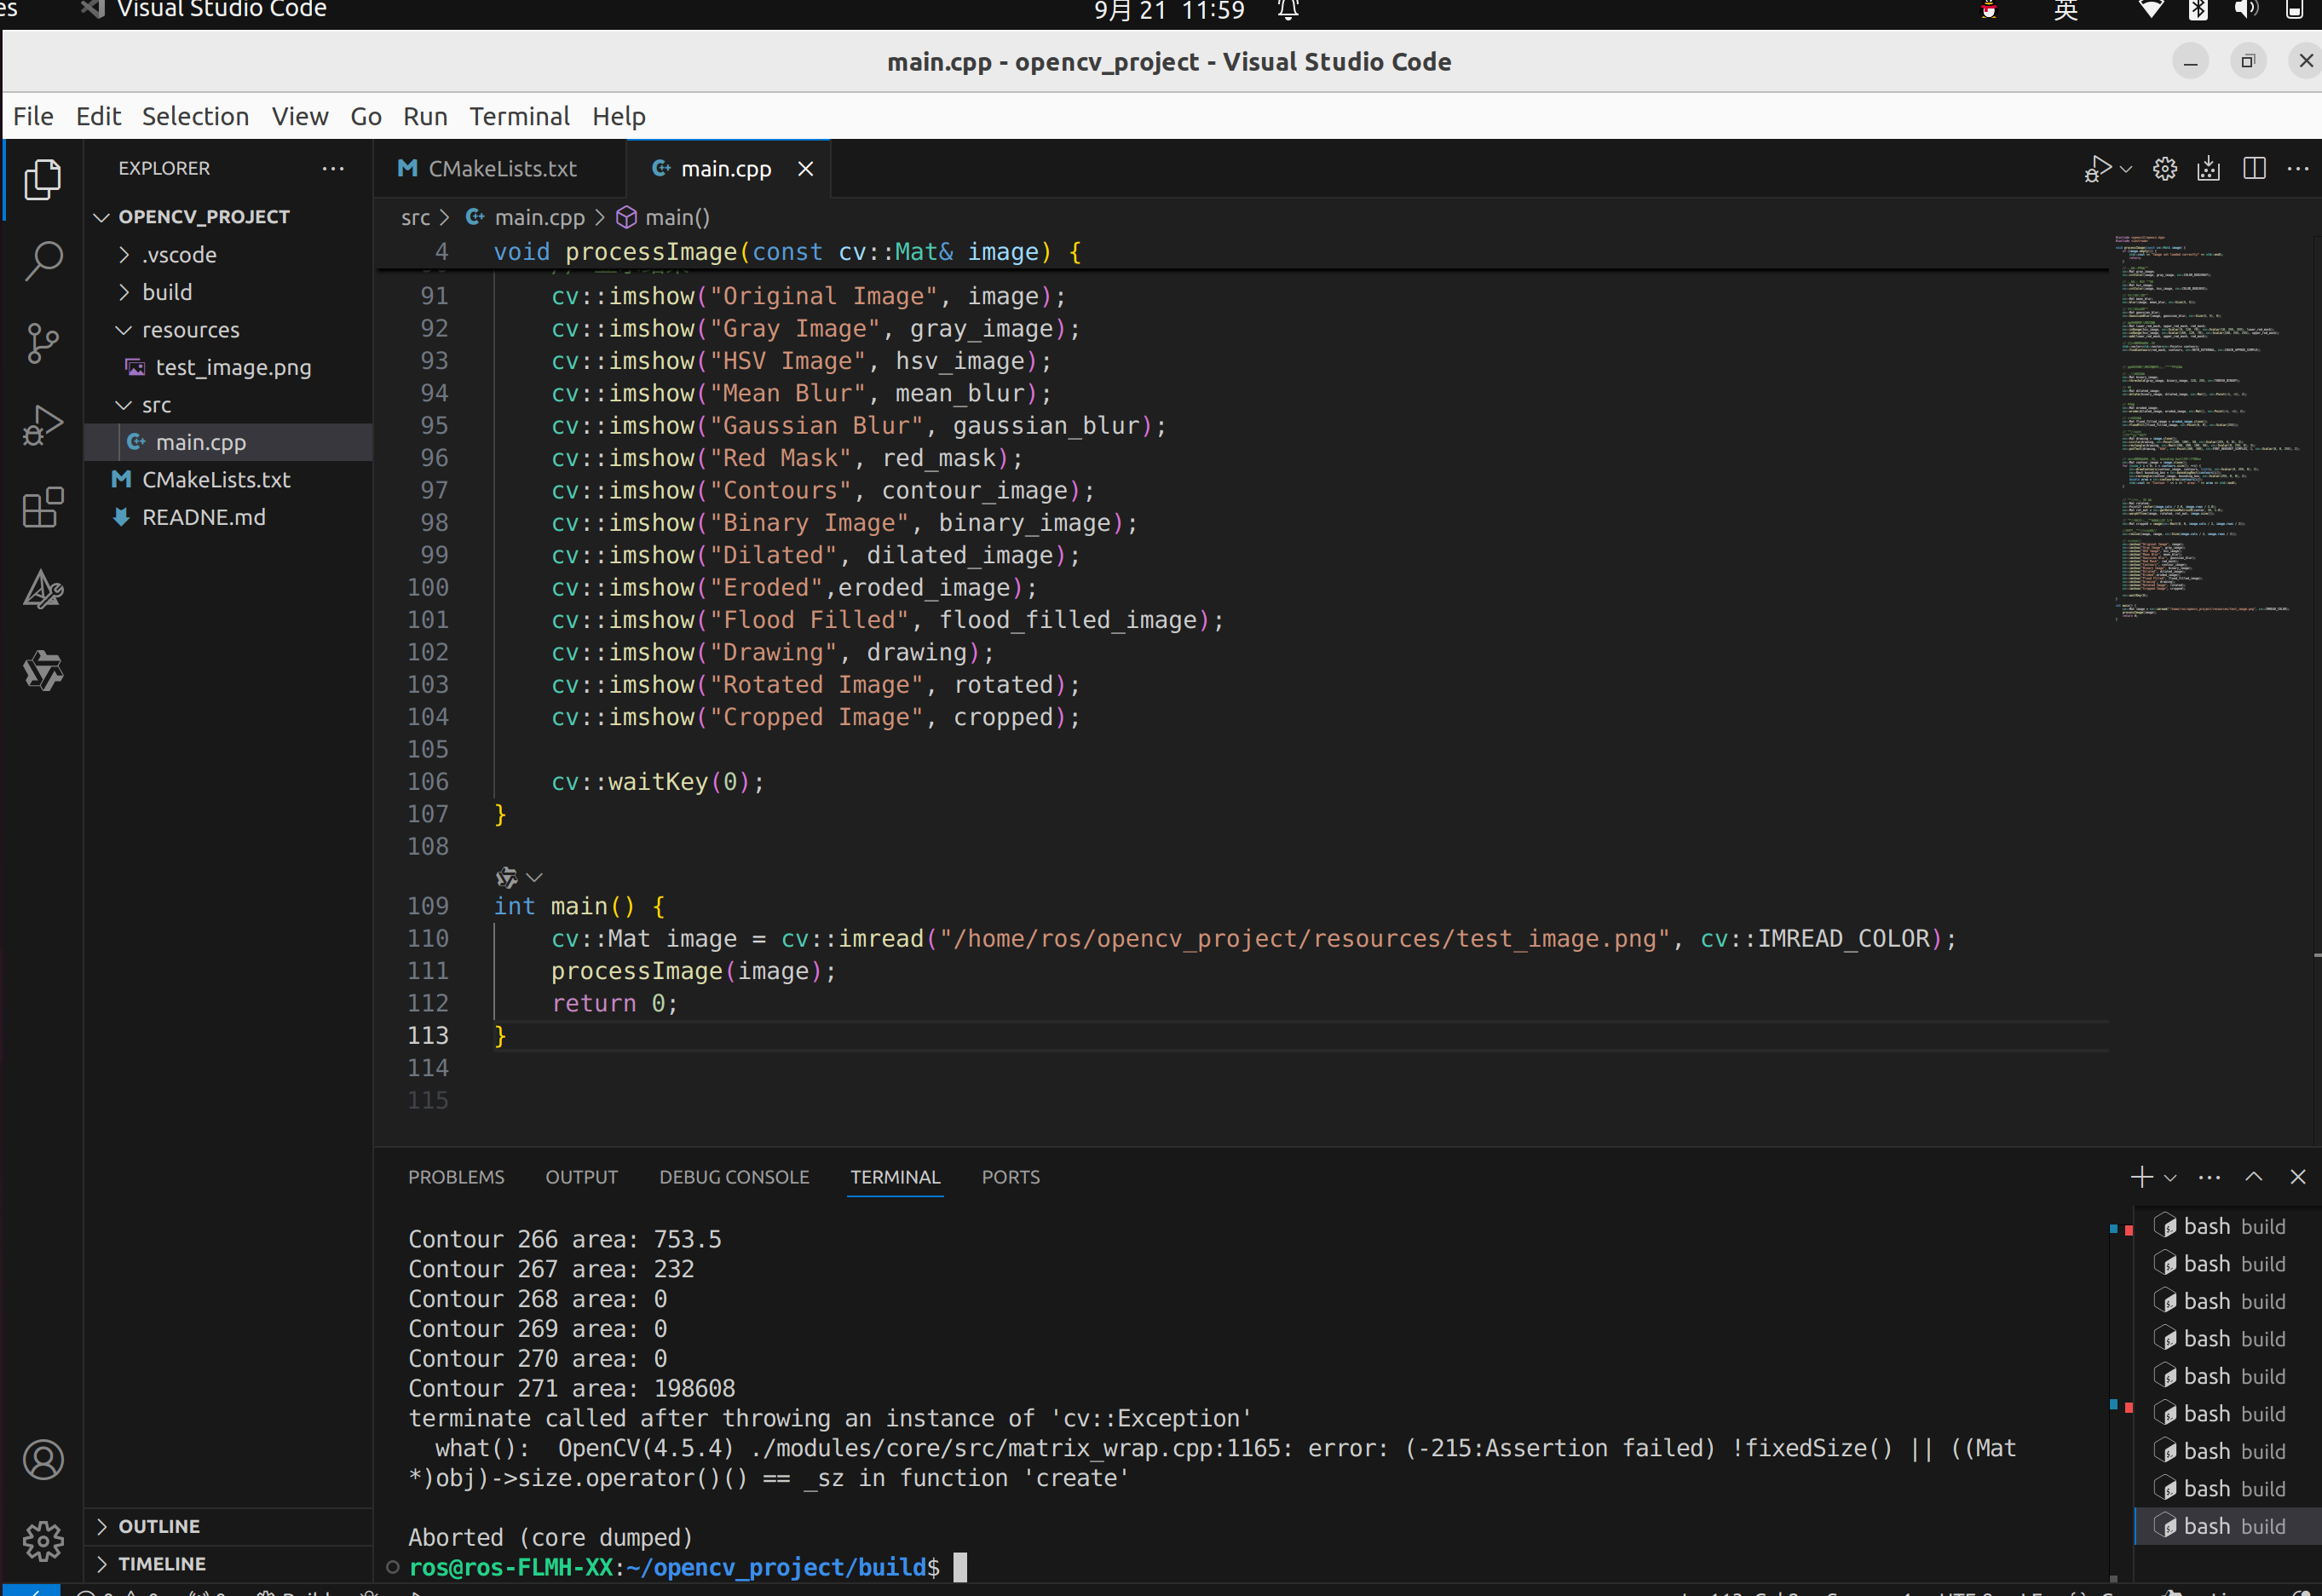 Visual Studio Code
9月 21 11:59
英
main.cpp - opencv_project - Visual Studio Code
File Edit Selection View Go Run Terminal Help
EXPLORER
CMakeLists.txt
main.cpp
OPENCV_PROJECT
.vscode
build
resources
test_image.png
src
main.cpp
CMakeLists.txt
READNE.md
src > main.cpp > main()
4 void processImage(const cv::Mat& image) {
91 cv::imshow("Original Image", image);
92 cv::imshow("Gray Image", gray_image);
93 cv::imshow("HSV Image", hsv_image);
94 cv::imshow("Mean Blur", mean_blur);
95 cv::imshow("Gaussian Blur", gaussian_blur);
96 cv::imshow("Red Mask", red_mask);
97 cv::imshow("Contours", contour_image);
98 cv::imshow("Binary Image", binary_image);
99 cv::imshow("Dilated", dilated_image);
100 cv::imshow("Eroded",eroded_image);
101 cv::imshow("Flood Filled", flood_filled_image);
102 cv::imshow("Drawing", drawing);
103 cv::imshow("Rotated Image", rotated);
104 cv::imshow("Cropped Image", cropped);
105
106 cv::waitKey(0);
107 }
108
109 int main() {
110 cv::Mat image = cv::imread("/home/ros/opencv_project/resources/test_image.png", cv::IMREAD_COLOR);
111 processImage(image);
112 return 0;
113 }
114
115
PROBLEMS OUTPUT DEBUG CONSOLE TERMINAL PORTS
Contour 266 area: 753.5
Contour 267 area: 232
Contour 268 area: 0
Contour 269 area: 0
Contour 270 area: 0
Contour 271 area: 198608
terminate called after throwing an instance of 'cv::Exception'
what(): OpenCV(4.5.4) ./modules/core/src/matrix_wrap.cpp:1165: error: (-215:Assertion failed) !fixedSize() || ((Mat
*)obj)->size.operator()() == _sz in function 'create'
Aborted (core dumped)
ros@ros-FLMH-XX:~/opencv_project/build$
bash build
bash build
bash build
bash build
bash build
bash build
bash build
bash build
bash build
OUTLINE
TIMELINE